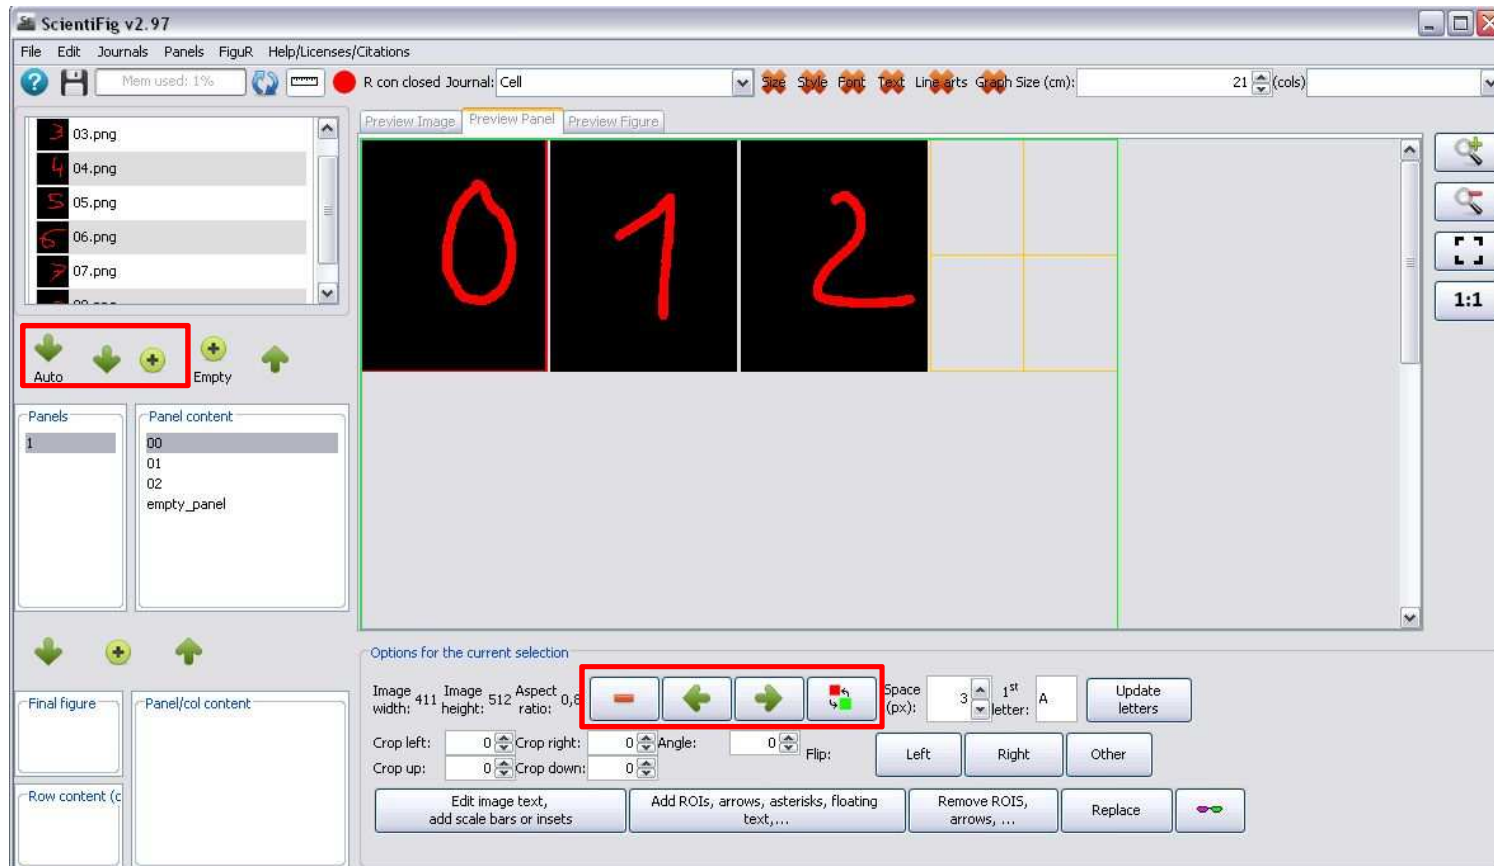 ScientiFig v2.97
File Edit Journals Panels FiguR Help/Licenses/Citations
Mem used: 1% R con closed Journal: Cell Size Style Font Text Line arts Graph Size (cm): 21 (cols)
Preview Image Preview Panel Preview Figure
03.png
04.png
05.png
06.png
07.png
0 1 2
1:1
Auto Empty
Panels Panel content
1 00
01
02
empty_panel
Options for the current selection
Image width: 411 Image height: 512 Aspect ratio: 0,8 Space (px): 3 1st letter: A Update letters
Final figure Panel/col content
Crop left: 0 Crop right: 0 Angle: 0 Flip: Left Right Other
Crop up: 0 Crop down: 0
Row content (c
Edit image text, add scale bars or insets Add ROIs, arrows, asterisks, floating text,... Remove ROIS, arrows, ... Replace